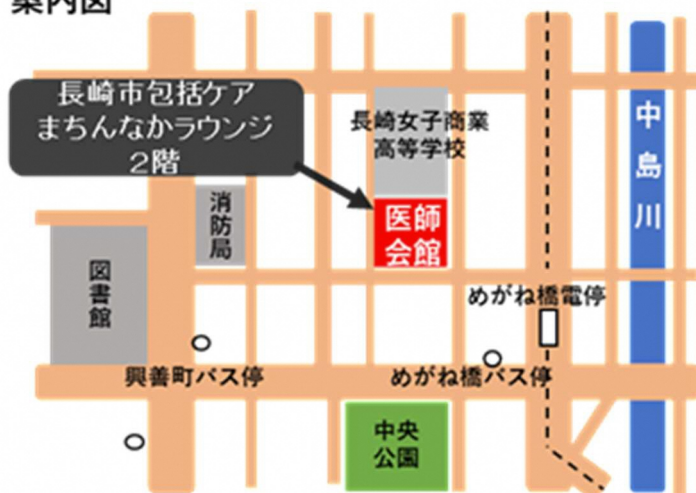 案内図
長崎市包括ケア
まちんなかラウンジ
2階
長崎女子商業
高等学校
中島川
消防局
医師
会館
図書館
めがね橋電停
興善町バス停
めがね橋バス停
中央
公園